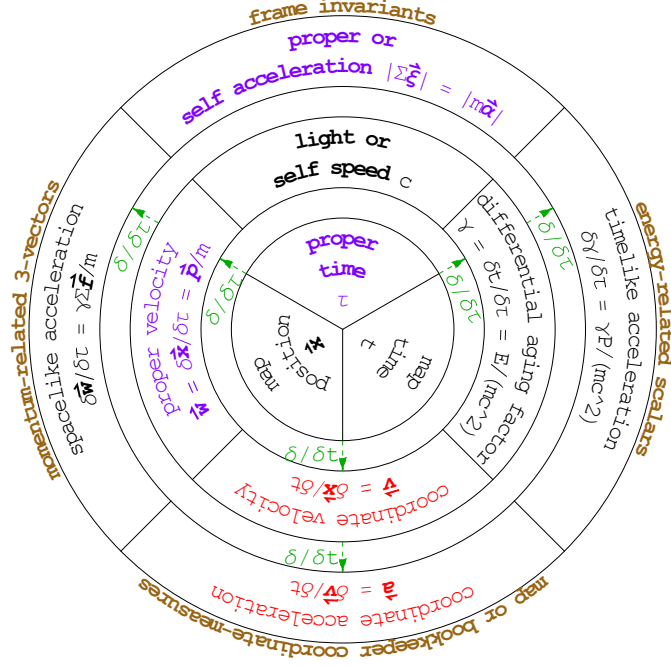 frame invariants
proper or
self acceleration |Σξ⃗| = |mα⃗|
light or
self speed c
proper
time
τ
momentum-related 3-vectors
spacelike acceleration
δw⃗/δτ = γΣf⃗/m
δ/δτ
proper velocity
w⃗ = δx⃗/δτ = p⃗/m
δ/δτ
x⃗
position
map
map
time
t
δ/δτ
differential aging factor
γ = δt/δτ = E/(mc^2)
δ/δτ
timelike acceleration
δγ/δτ = γP/(mc^2)
energy-related scalars
δ/δt
v⃗ = δx⃗/δt
coordinate velocity
δ/δt
a⃗ = δv⃗/δt
coordinate acceleration
map or bookkeeper coordinate-measures